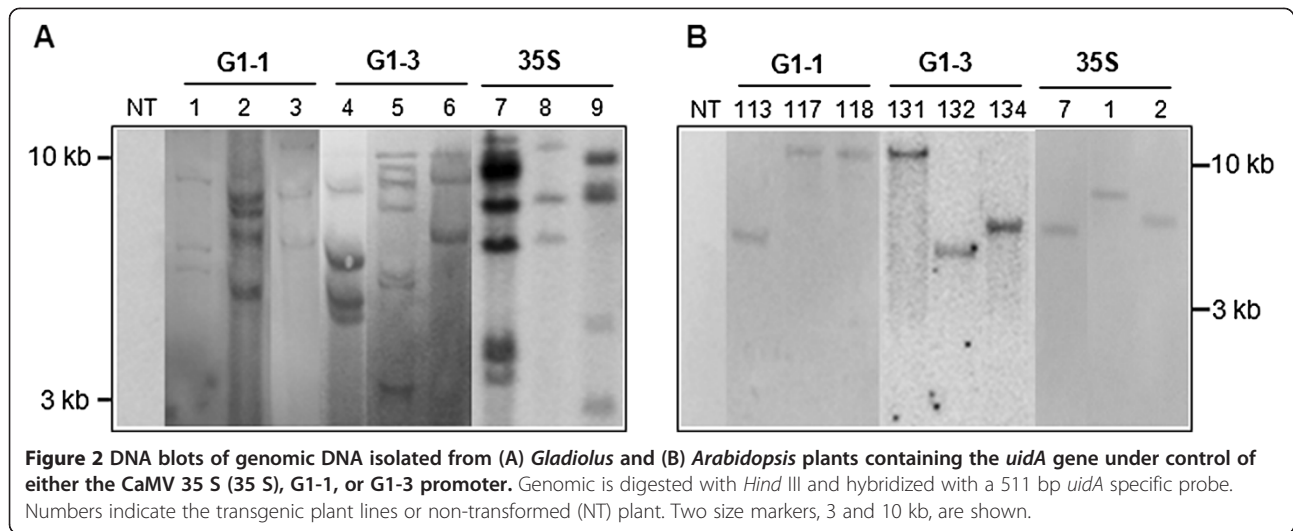 A
B
G1-1 G1-3 35S
G1-1 G1-3 35S
NT 1 2 3 4 5 6 7 8 9
NT 113 117 118 131 132 134 7 1 2
10 kb
10 kb
3 kb
3 kb
Figure 2 DNA blots of genomic DNA isolated from (A) Gladiolus and (B) Arabidopsis plants containing the uidA gene under control of
either the CaMV 35 S (35 S), G1-1, or G1-3 promoter. Genomic is digested with Hind III and hybridized with a 511 bp uidA specific probe.
Numbers indicate the transgenic plant lines or non-transformed (NT) plant. Two size markers, 3 and 10 kb, are shown.